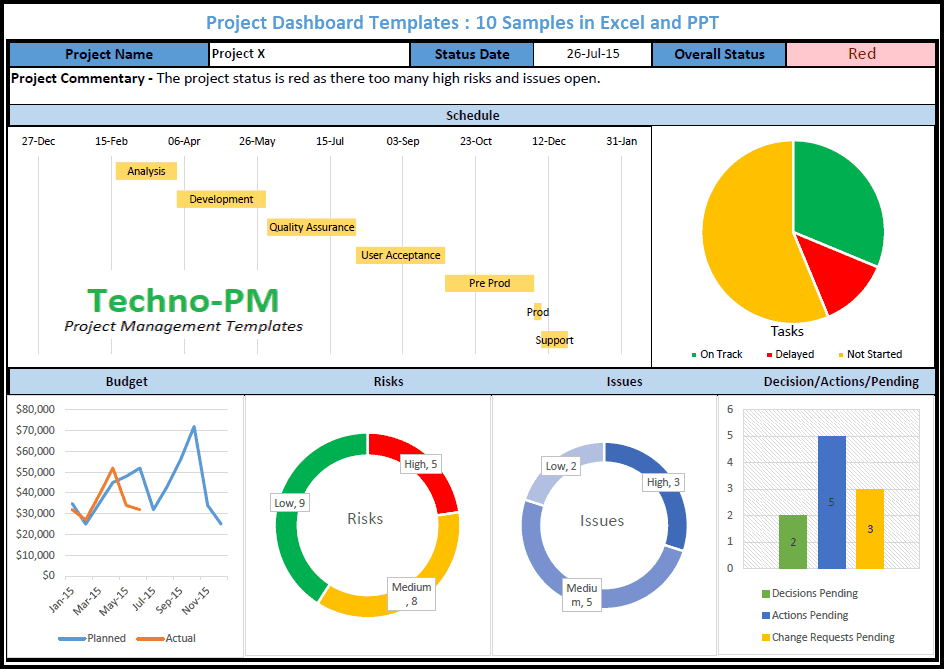 Project Dashboard Templates : 10 Samples in Excel and PPT
Project Name Project X Status Date 26-Jul-15 Overall Status Red
Project Commentary - The project status is red as there too many high risks and issues open.
Schedule
27-Dec 15-Feb 06-Apr 26-May 15-Jul 03-Sep 23-Oct 12-Dec 31-Jan
Analysis
Development
Quality Assurance
User Acceptance
Pre Prod
Prod
Support
Techno-PM
Project Management Templates
Tasks
On Track Delayed Not Started
Budget Risks Issues Decision/Actions/Pending
$80,000
$70,000
$60,000
$50,000
$40,000
$30,000
$20,000
$10,000
$0
Jan-15 Mar-15 May-15 Jul-15 Sep-15 Nov-15
Planned Actual
High, 5
Low, 9
Risks
Medium
, 8
Low, 2
High, 3
Issues
Mediu
m, 5
6
5
4
3
2
1
0
2 5 3
Decisions Pending
Actions Pending
Change Requests Pending